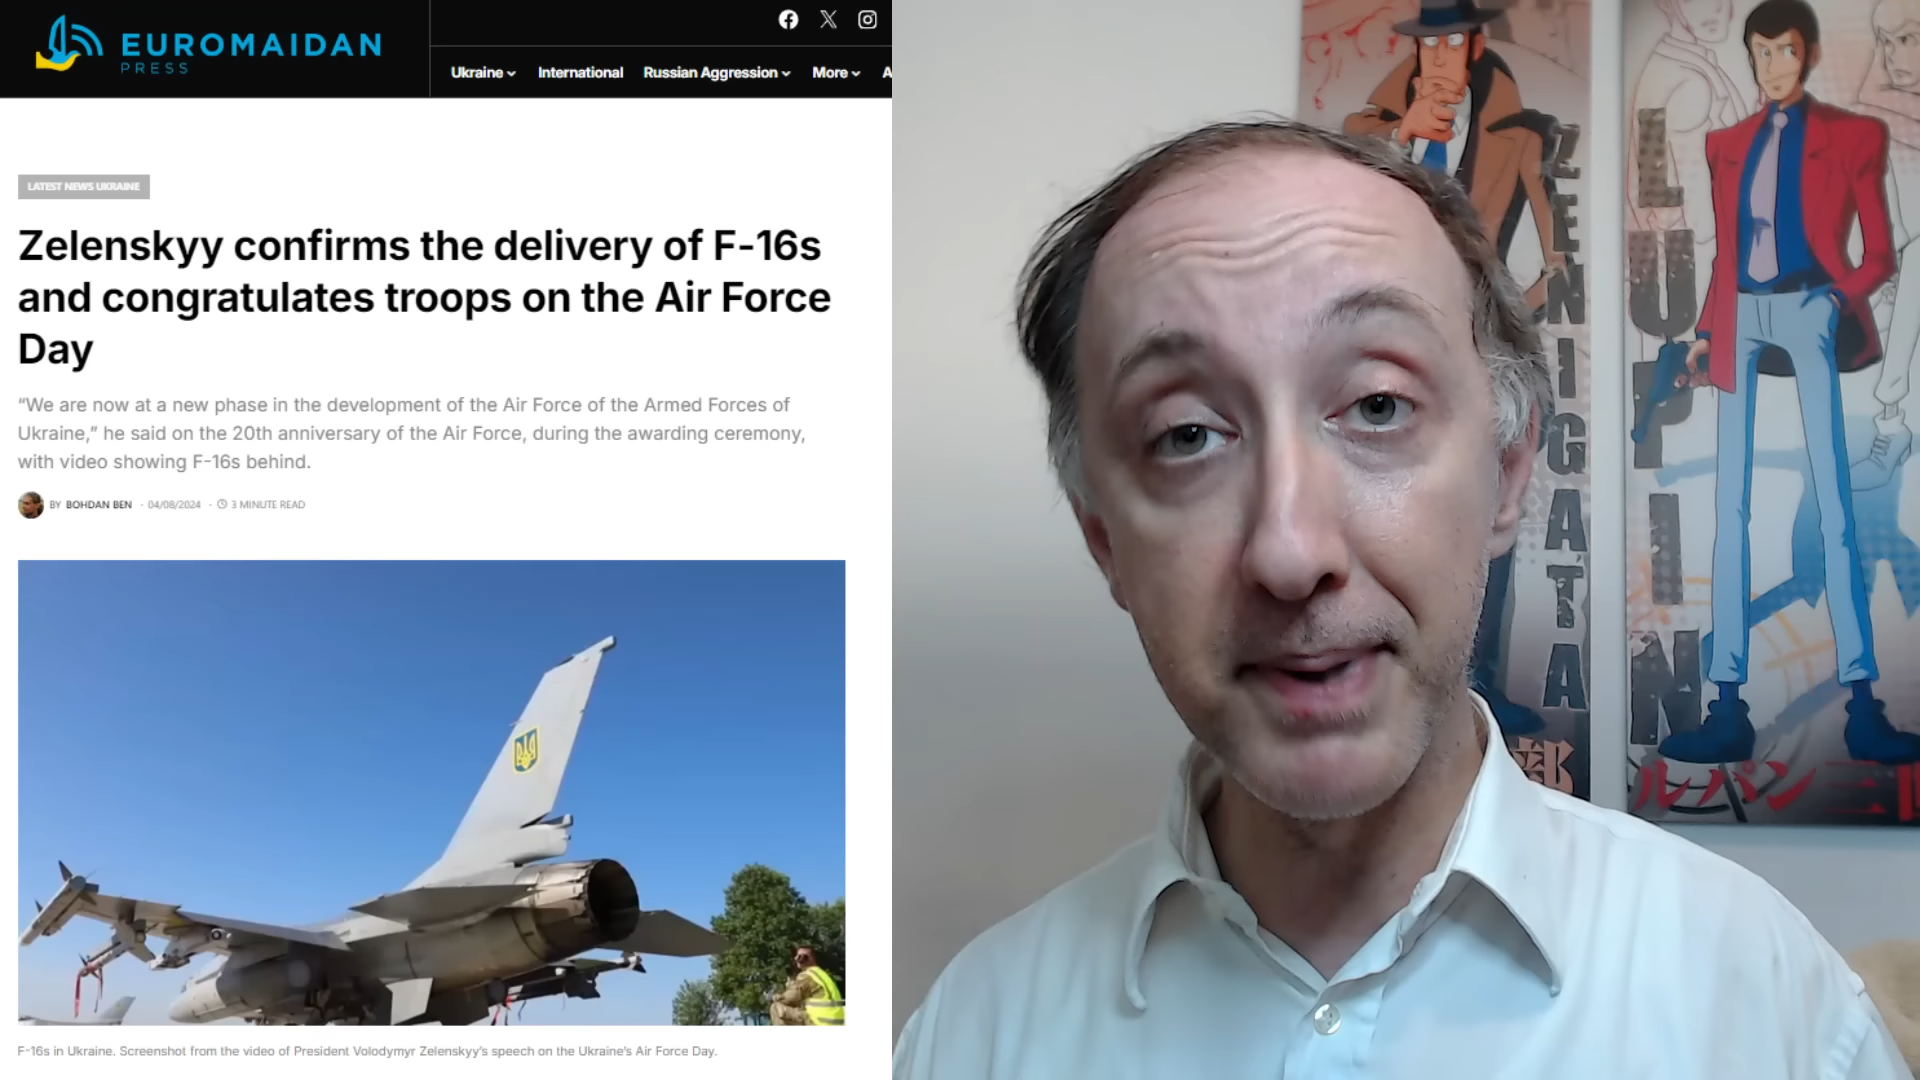 EUROMAIDAN
PRESS
Ukraine
International
Russian Aggression
More
A
LATEST NEWS UKRAINE
Zelenskyy confirms the delivery of F-16s
and congratulates troops on the Air Force
Day
“We are now at a new phase in the development of the Air Force of the Armed Forces of
Ukraine,” he said on the 20th anniversary of the Air Force, during the awarding ceremony,
with video showing F-16s behind.
BY BOHDAN BEN · 04/08/2024 · 3 MINUTE READ
F-16s in Ukraine. Screenshot from the video of President Volodymyr Zelenskyy's speech on the Ukraine's Air Force Day.
ZENIGATA
部
LUPIN
ルパン三